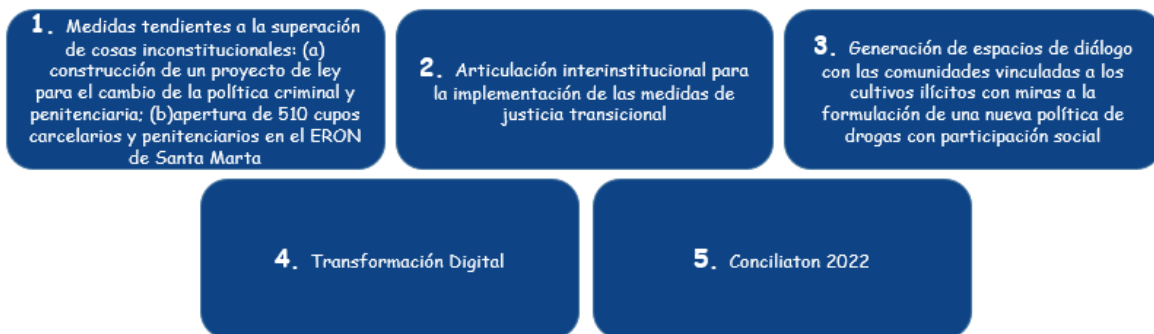 1. Medidas tendientes a la superación
de cosas inconstitucionales: (a)
construcción de un proyecto de ley
para el cambio de la política criminal y
penitenciaria; (b)apertura de 510 cupos
carcelarios y penitenciarios en el ERON
de Santa Marta
2. Articulación interinstitucional para
la implementación de las medidas de
justicia transicional
3. Generación de espacios de diálogo
con las comunidades vinculadas a los
cultivos ilícitos con miras a la
formulación de una nueva política de
drogas con participación social
4. Transformación Digital
5. Conciliaton 2022